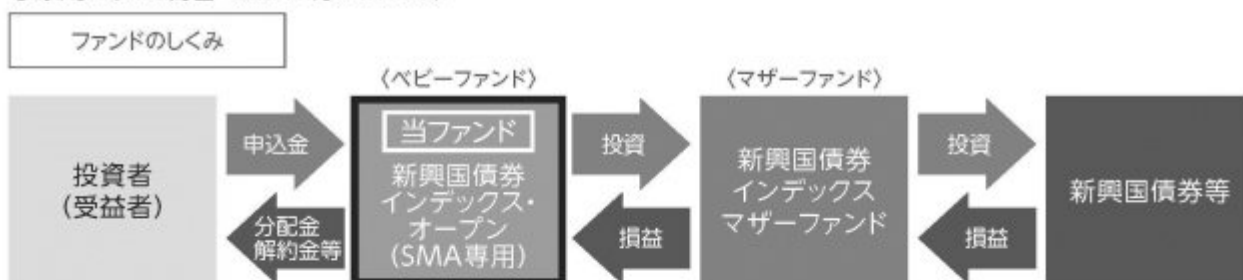 ファンドのしくみ
〈ベビーファンド〉
〈マザーファンド〉
投資者
(受益者)
申込金
分配金
解約金等
当ファンド
新興国債券
インデックス・
オープン
(SMA専用)
投資
損益
新興国債券
インデックス
マザーファンド
投資
損益
新興国債券等